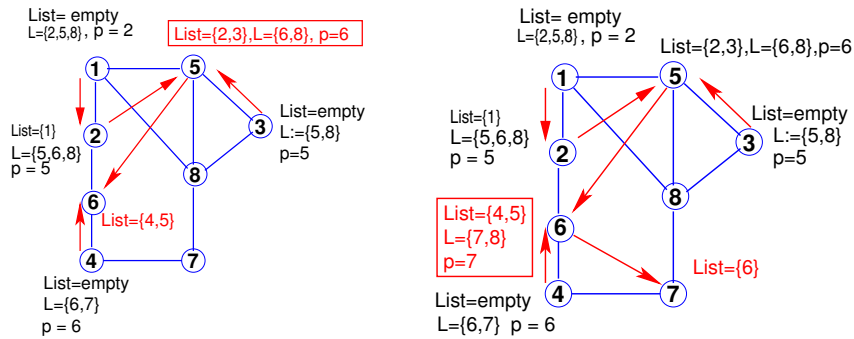 List= empty
L={2,5,8}, p = 2
List={2,3},L={6,8}, p=6
1
5
List=empty
L:={5,8}
p=5
3
List={1}
L={5,6,8}
p = 5
2
8
6
List={4,5}
4
7
List=empty
L={6,7}
p = 6
List= empty
L={2,5,8}, p = 2
List={2,3},L={6,8},p=6
1
5
List=empty
L:={5,8}
p=5
3
List={1}
L={5,6,8}
p = 5
2
8
List={4,5}
L={7,8}
p=7
6
List={6}
4
7
List=empty
L={6,7} p = 6